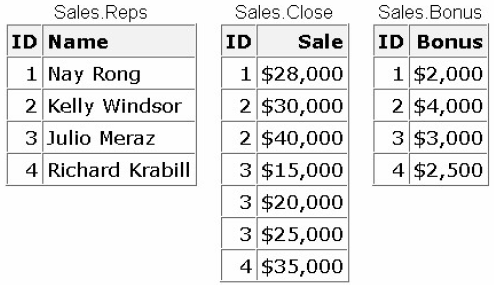 Sales.Reps
ID Name
1 Nay Rong
2 Kelly Windsor
3 Julio Meraz
4 Richard Krabill
Sales.Close
ID Sale
1 $28,000
2 $30,000
2 $40,000
3 $15,000
3 $20,000
3 $25,000
4 $35,000
Sales.Bonus
ID Bonus
1 $2,000
2 $4,000
3 $3,000
4 $2,500